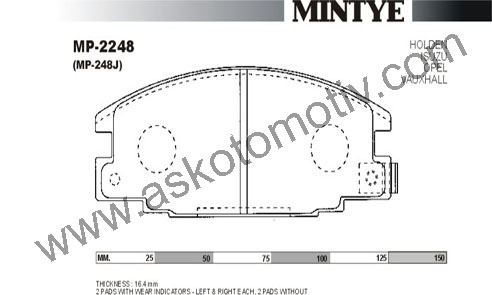 MINTYE
MP-2248
(MP-248J)
HOLDEN
ISUZU
OPEL
VAUXHALL
www.askotomotiv.com
MM. 25 50 75 100 125 150
THICKNESS : 16.4 mm
2 PADS WITH WEAR INDICATORS - LEFT & RIGHT EACH, 2 PADS WITHOUT